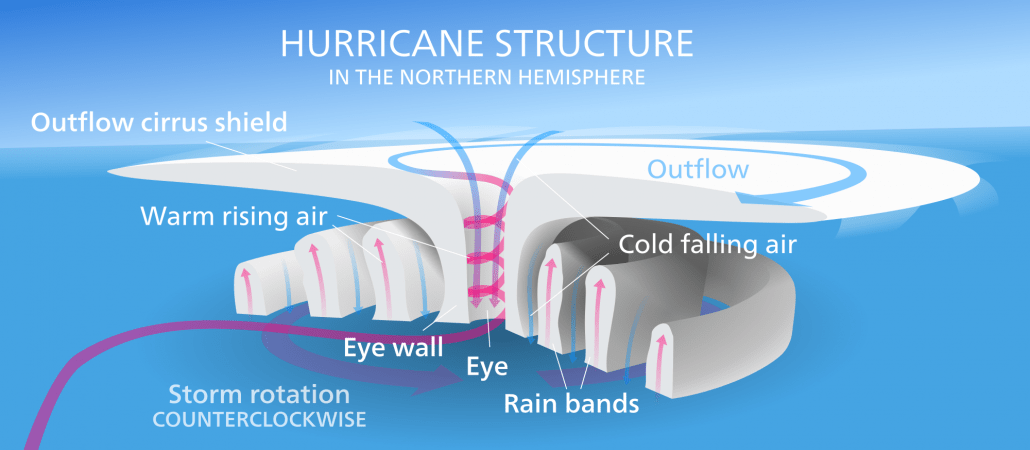 HURRICANE STRUCTURE
IN THE NORTHERN HEMISPHERE
Outflow cirrus shield
Outflow
Warm rising air
Cold falling air
Eye wall
Eye
Rain bands
Storm rotation
COUNTERCLOCKWISE